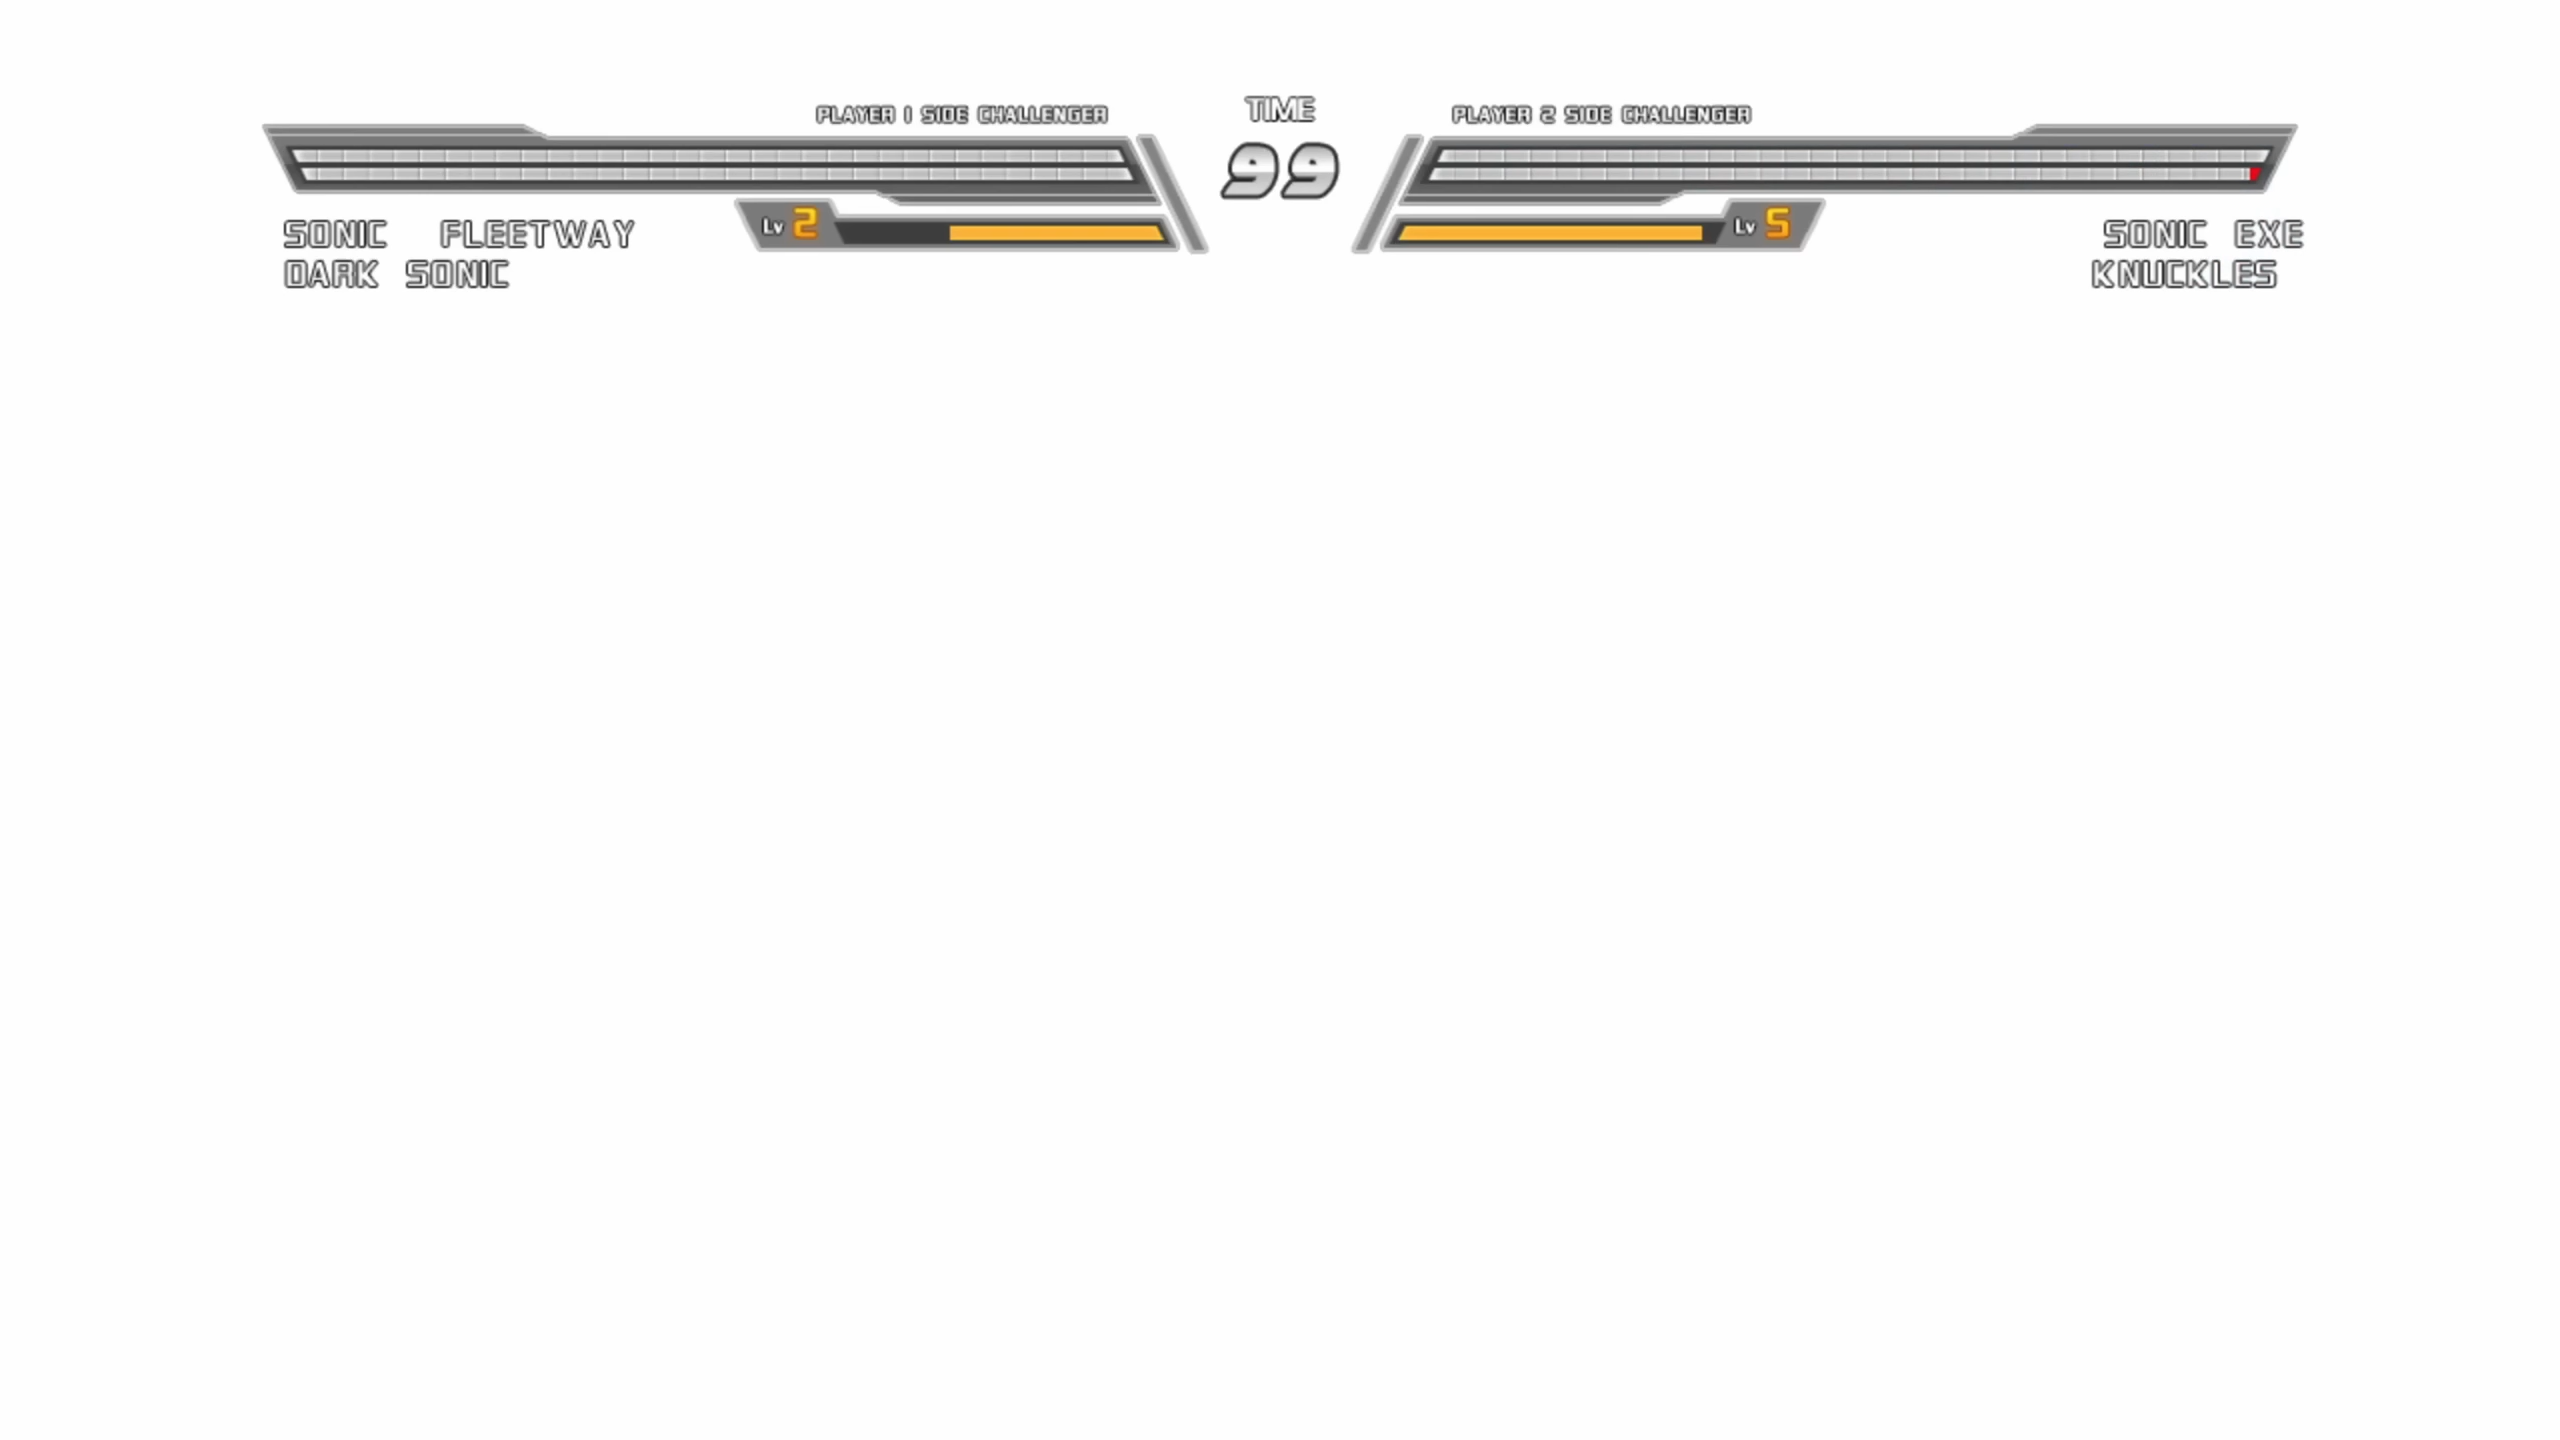 PLAYER 1 SIDE CHALLENGER
TIME
PLAYER 2 SIDE CHALLENGER
99
Lv 2
Lv 5
SONIC FLEETWAY
DARK SONIC
SONIC EXE
KNUCKLES